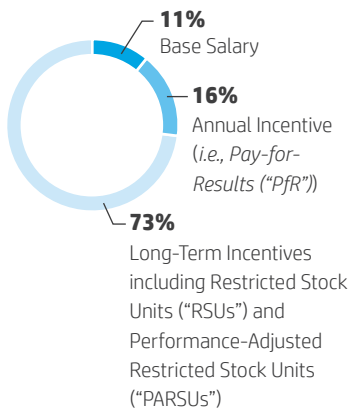 11%
Base Salary
16%
Annual Incentive
(i.e., Pay-for-
Results (“PfR”))
73%
Long-Term Incentives
including Restricted Stock
Units (“RSUs”) and
Performance-Adjusted
Restricted Stock Units
(“PARSUs”)